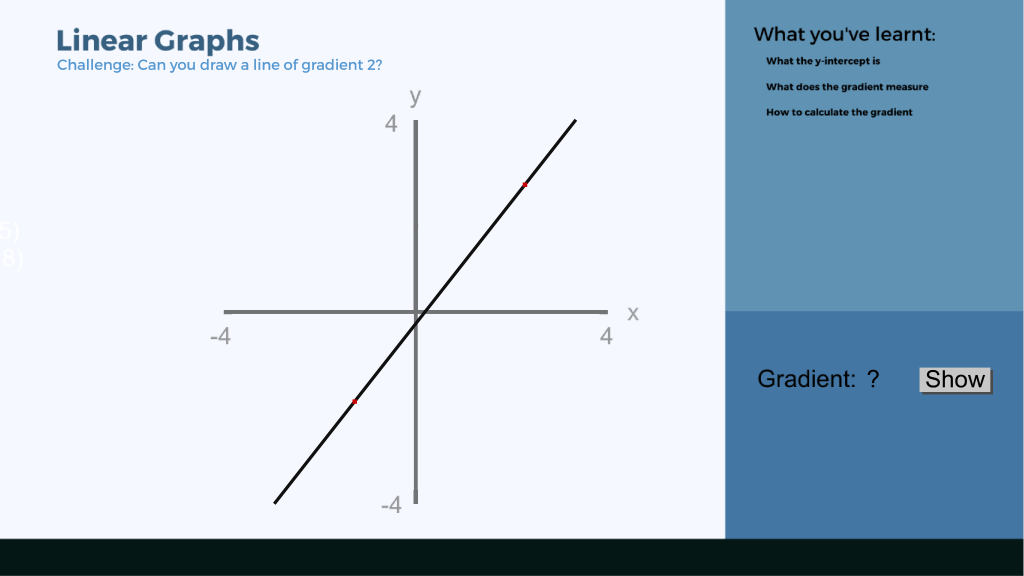 Linear Graphs
Challenge: Can you draw a line of gradient 2?
y
4
5)
8)
x
-4
4
-4
What you've learnt:
What the y-intercept is
What does the gradient measure
How to calculate the gradient
Gradient: ?
Show